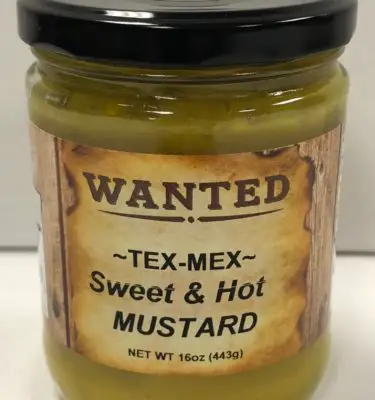 WANTED
~TEX-MEX~
Sweet & Hot
MUSTARD
NET WT 16oz (443g)